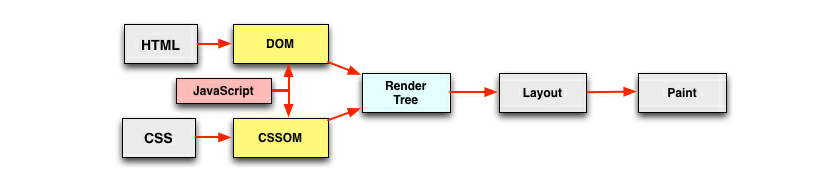 HTML
DOM
JavaScript
CSS
CSSOM
Render
Tree
Layout
Paint